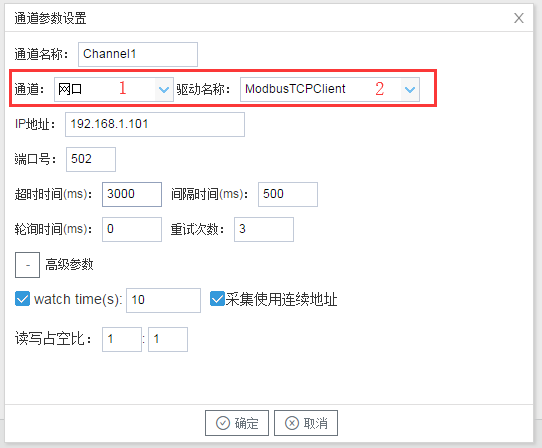 通道参数设置
通道名称： Channel1
通道： 网口 1 驱动名称： ModbusTCPClient 2
IP地址： 192.168.1.101
端口号： 502
超时时间(ms)： 3000 间隔时间(ms)： 500
轮询时间(ms)： 0 重试次数： 3
- 高级参数
watch time(s): 10 采集使用连续地址
读写占空比： 1 : 1
确定 取消